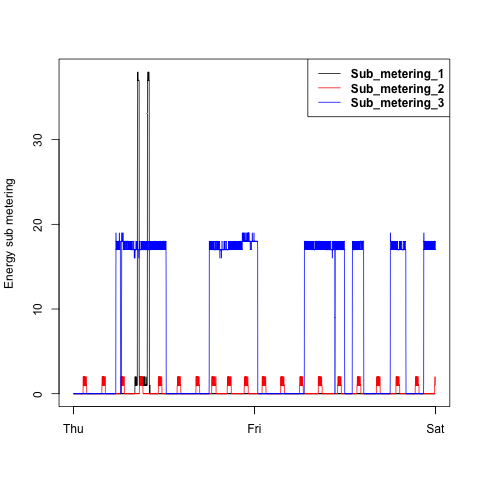 Sub_metering_1
Sub_metering_2
Sub_metering_3
Energy sub metering
30
20
10
0
Thu Fri Sat